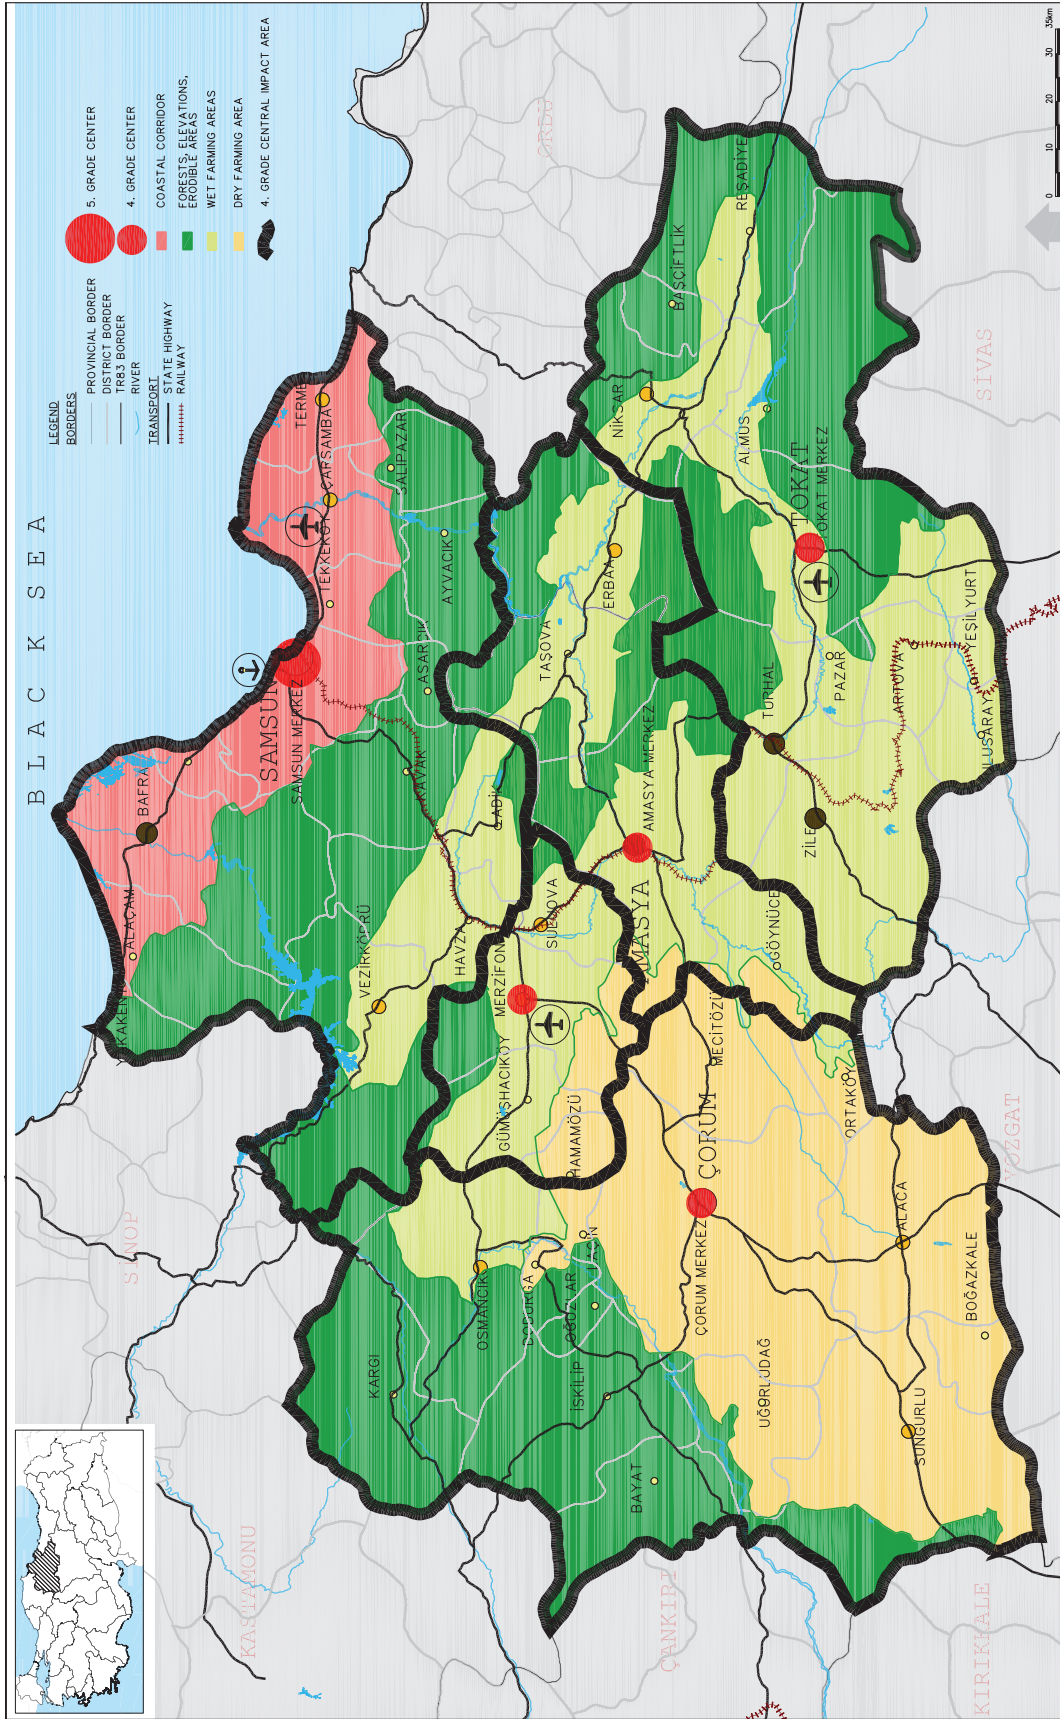 BLACK SEA
LEGEND
BORDERS
PROVINCIAL BORDER
DISTRICT BORDER
TR83 BORDER
RIVER
TRANSPORT
STATE HIGHWAY
RAILWAY
5. GRADE CENTER
4. GRADE CENTER
COASTAL CORRIDOR
FORESTS, ELEVATIONS,
ERODIBLE AREAS
WET FARMING AREAS
DRY FARMING AREA
4. GRADE CENTRAL IMPACT AREA
SİNOP
KASTAMONU
ÇANKIRI
KIRIKKALE
YOZGAT
SİVAS
ORDU
ALAÇAM
BAFRA
SAMSUN
SAMSUN MERKEZ
TEKKEKÖY
ÇARŞAMBA
TERME
SALIPAZARI
AYVACIK
ASARCIK
KAVAK
LADİK
HAVZA
VEZİRKÖPRÜ
MERZİFON
SULUOVA
GÜMÜŞHACIKÖY
HAMAMÖZÜ
AMASYA
AMASYA MERKEZ
TAŞOVA
GÖYNÜCEK
ERBAA
NİKSAR
BAŞÇİFTLİK
REŞADİYE
ALMUS
TOKAT
TOKAT MERKEZ
TURHAL
PAZAR
ZİLE
ARTOVA
YEŞİLYURT
SULUSARAY
KARGI
OSMANCIK
DODURGA
OĞUZLAR
LAÇİN
İSKİLİP
BAYAT
ÇORUM
ÇORUM MERKEZ
MECİTÖZÜ
ORTAKÖY
UĞURLUDAĞ
ALACA
SUNGURLU
BOĞAZKALE
0 10 20 30 35km